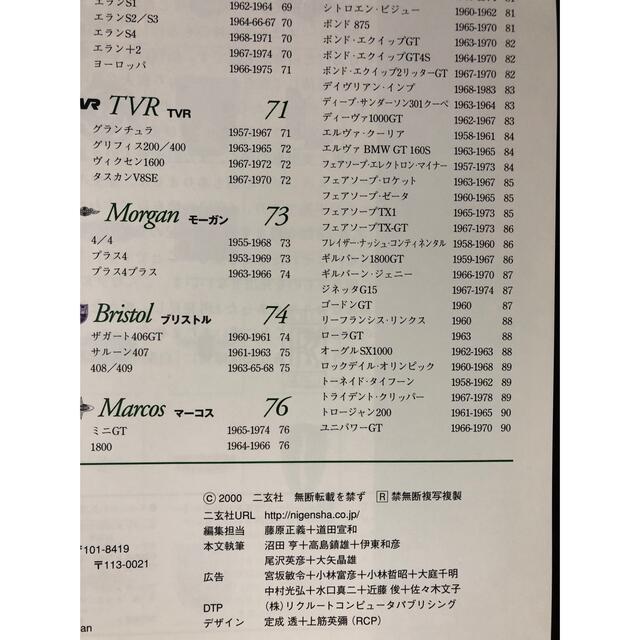 エランS1 1962-1964 69
エランS2/S3 1964-66-67 70
エランS4 1968-1971 70
エラン+2 1967-1974 70
ヨーロッパ 1966-1975 71
TVR TVR 71
グランチュラ 1957-1967 71
グリフィス200/400 1963-1965 72
ヴィクセン1600 1967-1972 72
タスカンV8SE 1967-1970 72
Morgan モーガン 73
4/4 1955-1968 73
プラス4 1953-1969 73
プラス4プラス 1963-1966 74
Bristol ブリストル 74
ザガート406GT 1960-1961 74
サルーン407 1961-1963 75
408/409 1963-65-68 75
Marcos マーコス 76
ミニGT 1965-1974 76
1800 1964-1966 76
シトロエン・ビジュー 1960-1962 81
ボンド 875 1965-1970 81
ボンド・エクイップGT 1963-1970 82
ボンド・エクイップGT4S 1964-1970 82
ボンド・エクイップ2リッターGT 1967-1970 82
デイヴリアン・インプ 1968-1983 83
ディープ・サンダーソン301クーペ 1963-1964 83
ディーヴァ1000GT 1962-1967 83
エルヴァ・クーリア 1958-1961 84
エルヴァ BMW GT 160S 1963-1965 84
フェアソープ・エレクトロン・マイナー 1957-1973 84
フェアソープ・ロケット 1963-1967 85
フェアソープ・ゼータ 1960-1965 85
フェアソープTX1 1965-1973 85
フェアソープTX-GT 1967-1973 86
フレイザー・ナッシュ・コンティネンタル 1958-1960 86
ギルバーン1800GT 1959-1967 86
ギルバーン・ジェニー 1966-1970 87
ジネッタG15 1967-1974 87
ゴードンGT 1960 87
リーフランシス・リンクス 1960 88
ローラGT 1963 88
オーグルSX1000 1962-1963 88
ロックデイル・オリンピック 1960-1968 89
トーネイド・タイフーン 1958-1962 89
トライデント・クリッパー 1967-1978 89
トロージャン200 1961-1965 90
ユニパワーGT 1966-1970 90
© 2000 二玄社 無断転載を禁ず R 禁無断複写複製
二玄社URL http://nigensha.co.jp/
編集担当 藤原正義+道田宣和
本文執筆 沼田 亨+高島鎮雄+伊東和彦
尾沢英彦+大矢晶雄
広告 宮坂敏令+小林富彦+小林哲昭+大庭千明
中村光弘+水口真二+近藤 俊+佐々木文子
DTP (株)リクルートコンピュータパブリシング
デザイン 定成 透+上筋英彌 (RCP)
〒101-8419
〒113-0021
an